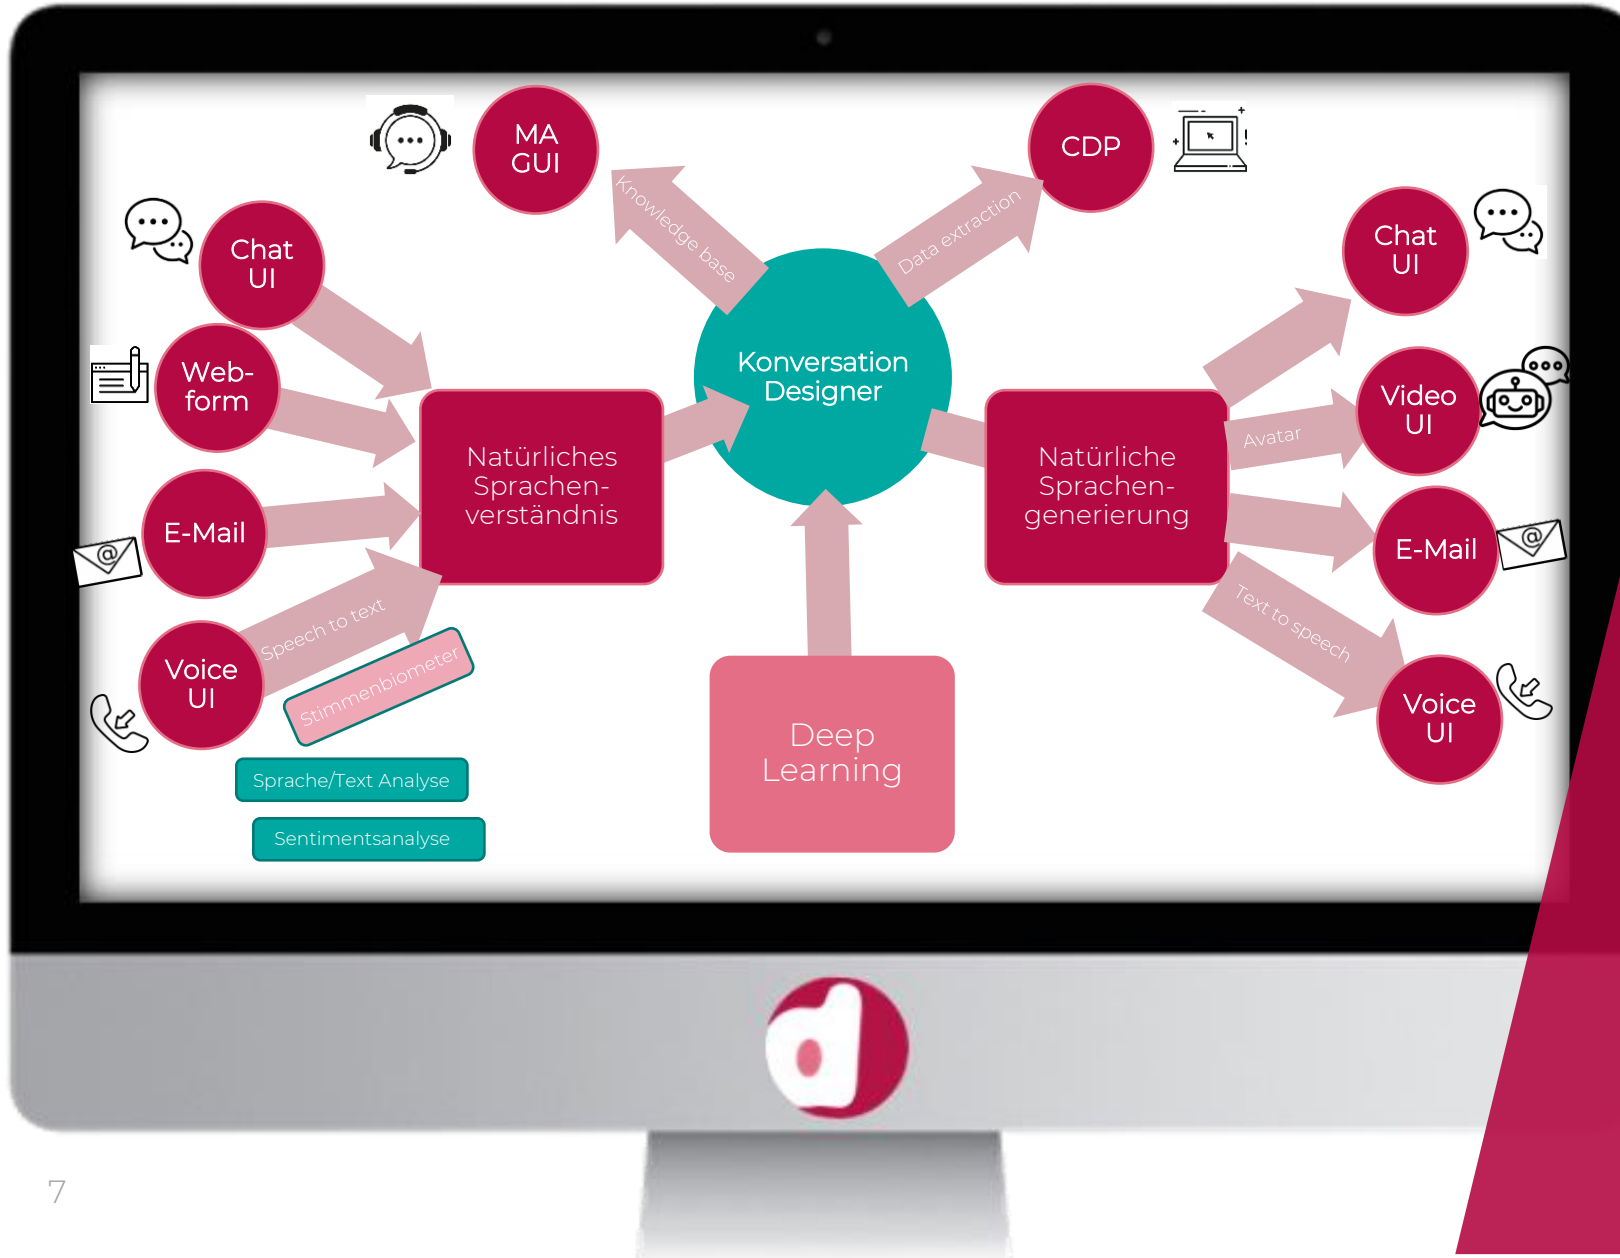 MA
GUI
CDP
Chat
UI
Web-
form
E-Mail
Voice
UI
Speech to text
Stimmenbiometer
Sprache/Text Analyse
Sentimentsanalyse
Natürliches
Sprachen-
verständnis
Knowledge base
Data extraction
Konversation
Designer
Deep
Learning
Natürliche
Sprachen-
generierung
Avatar
Text to speech
Chat
UI
Video
UI
E-Mail
Voice
UI
@
@
d
7